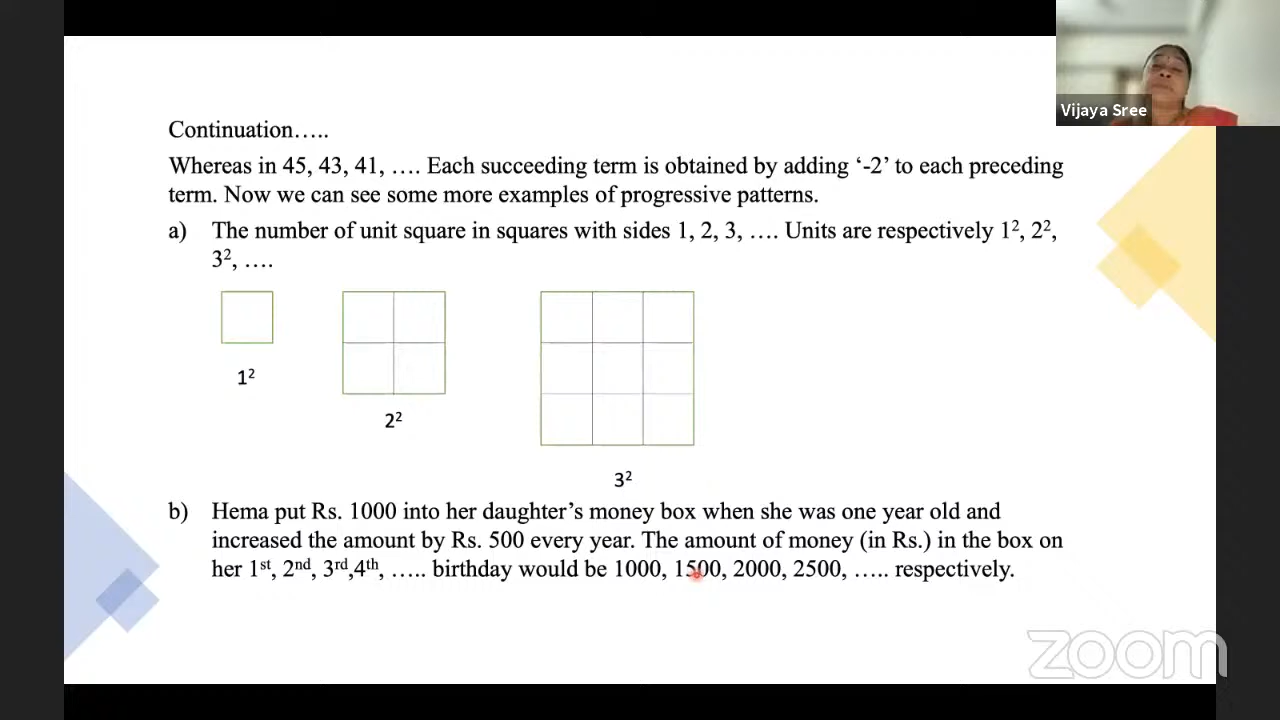 Vijaya Sree
Continuation…..
Whereas in 45, 43, 41, …. Each succeeding term is obtained by adding ‘-2’ to each preceding
term. Now we can see some more examples of progressive patterns.
a) The number of unit square in squares with sides 1, 2, 3, …. Units are respectively 1², 2²,
3², ….
1²
2²
3²
b) Hema put Rs. 1000 into her daughter’s money box when she was one year old and
increased the amount by Rs. 500 every year. The amount of money (in Rs.) in the box on
her 1ˢᵗ, 2ⁿᵈ, 3ʳᵈ,4ᵗʰ, ….. birthday would be 1000, 1500, 2000, 2500, ….. respectively.
zoom